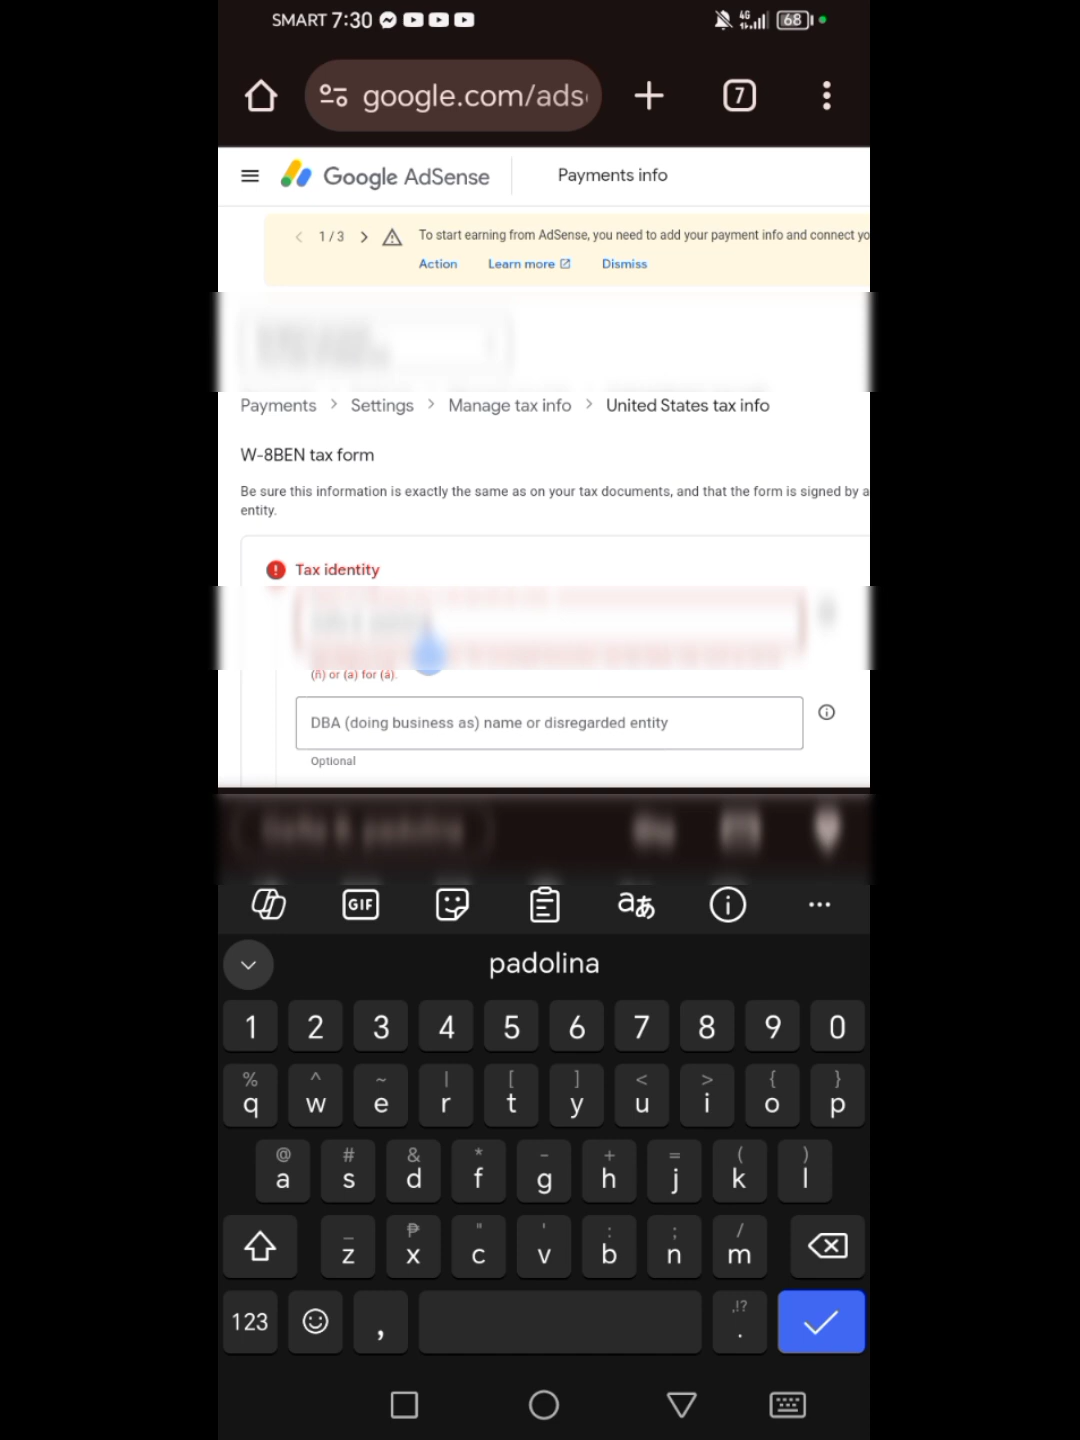 SMART 7:30
4G
68
google.com/ads
7
Google AdSense
Payments info
1 / 3
To start earning from AdSense, you need to add your payment info and connect yo
Action Learn more Dismiss
Payments > Settings > Manage tax info > United States tax info
W-8BEN tax form
Be sure this information is exactly the same as on your tax documents, and that the form is signed by a
entity.
Tax identity
(ñ) or (a) for (á).
DBA (doing business as) name or disregarded entity
Optional
GIF
aあ
padolina
1 2 3 4 5 6 7 8 9 0
% ^ ~ | [ ] < > { }
q w e r t y u i o p
@ # & * - + = ( )
a s d f g h j k l
_ ₱ " ' : ; /
z x c v b n m
,!?
123 , .